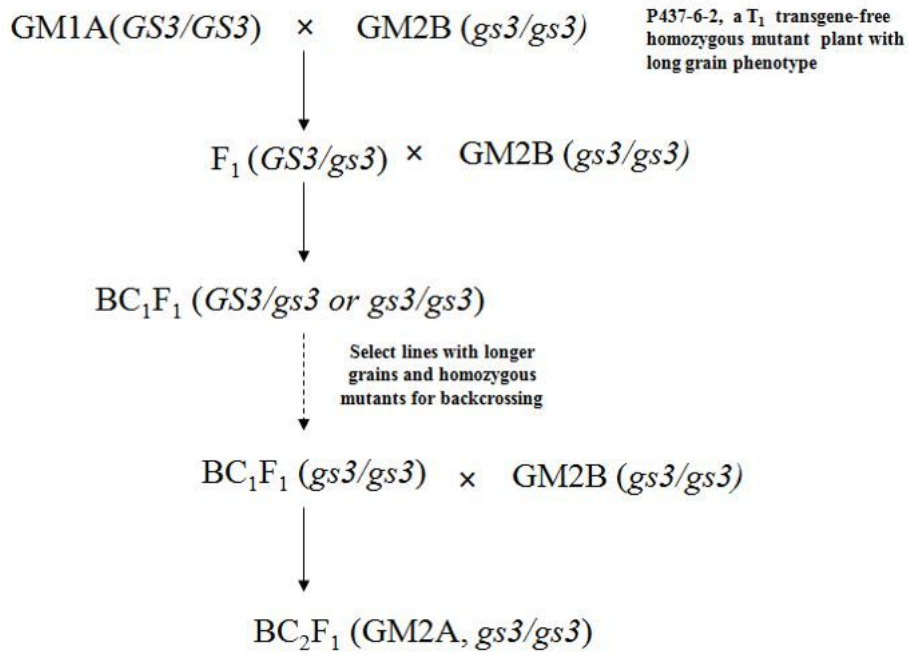 GM1A(GS3/GS3) × GM2B (gs3/gs3)
P437-6-2, a T₁ transgene-free
homozygous mutant plant with
long grain phenotype
F₁ (GS3/gs3) × GM2B (gs3/gs3)
BC₁F₁ (GS3/gs3 or gs3/gs3)
Select lines with longer
grains and homozygous
mutants for backcrossing
BC₁F₁ (gs3/gs3) × GM2B (gs3/gs3)
BC₂F₁ (GM2A, gs3/gs3)